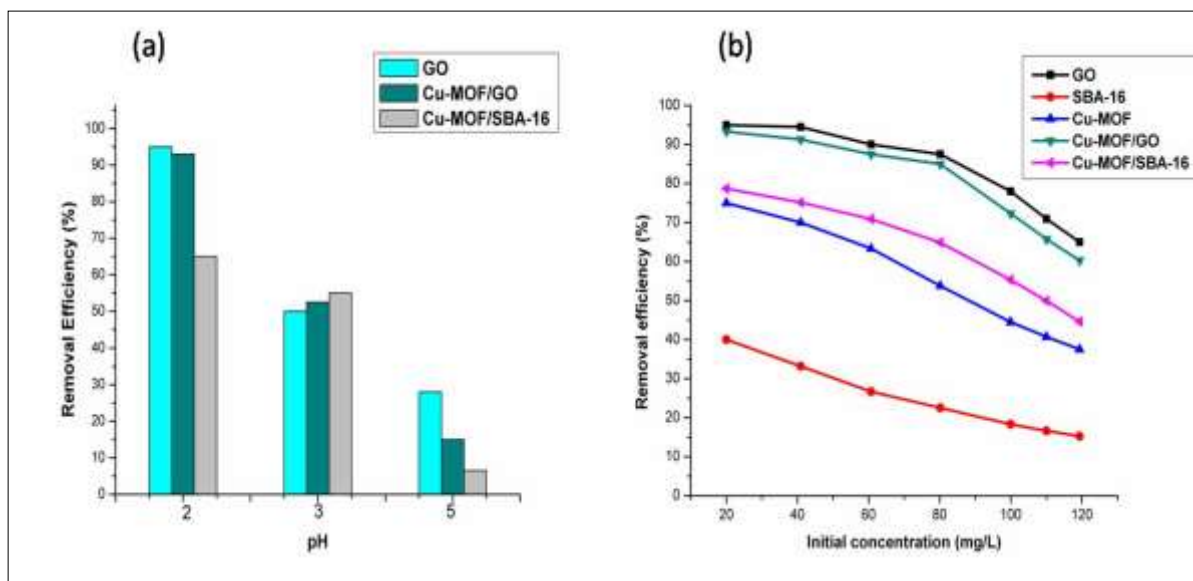 (a)
GO
Cu-MOF/GO
Cu-MOF/SBA-16
Removal Efficiency (%)
100
90
80
70
60
50
40
30
20
10
0
2 3 5
pH
(b)
GO
SBA-16
Cu-MOF
Cu-MOF/GO
Cu-MOF/SBA-16
Removal efficiency (%)
100
90
80
70
60
50
40
30
20
10
0
20 40 60 80 100 120
Initial concentration (mg/L)